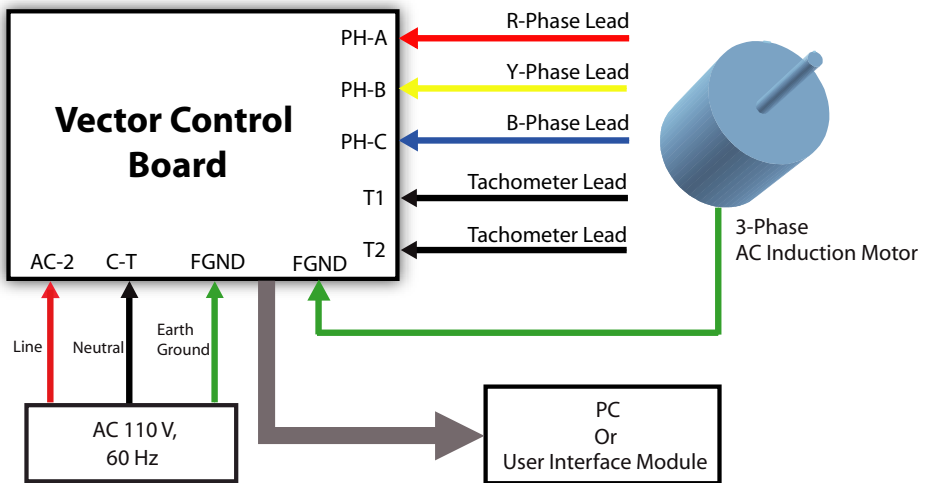 R-Phase Lead
PH-A
Y-Phase Lead
PH-B
Vector Control
Board
B-Phase Lead
PH-C
Tachometer Lead
T1
Tachometer Lead
T2
3-Phase
AC Induction Motor
AC-2
C-T
FGND
FGND
Line
Neutral
Earth
Ground
AC 110 V,
60 Hz
PC
Or
User Interface Module